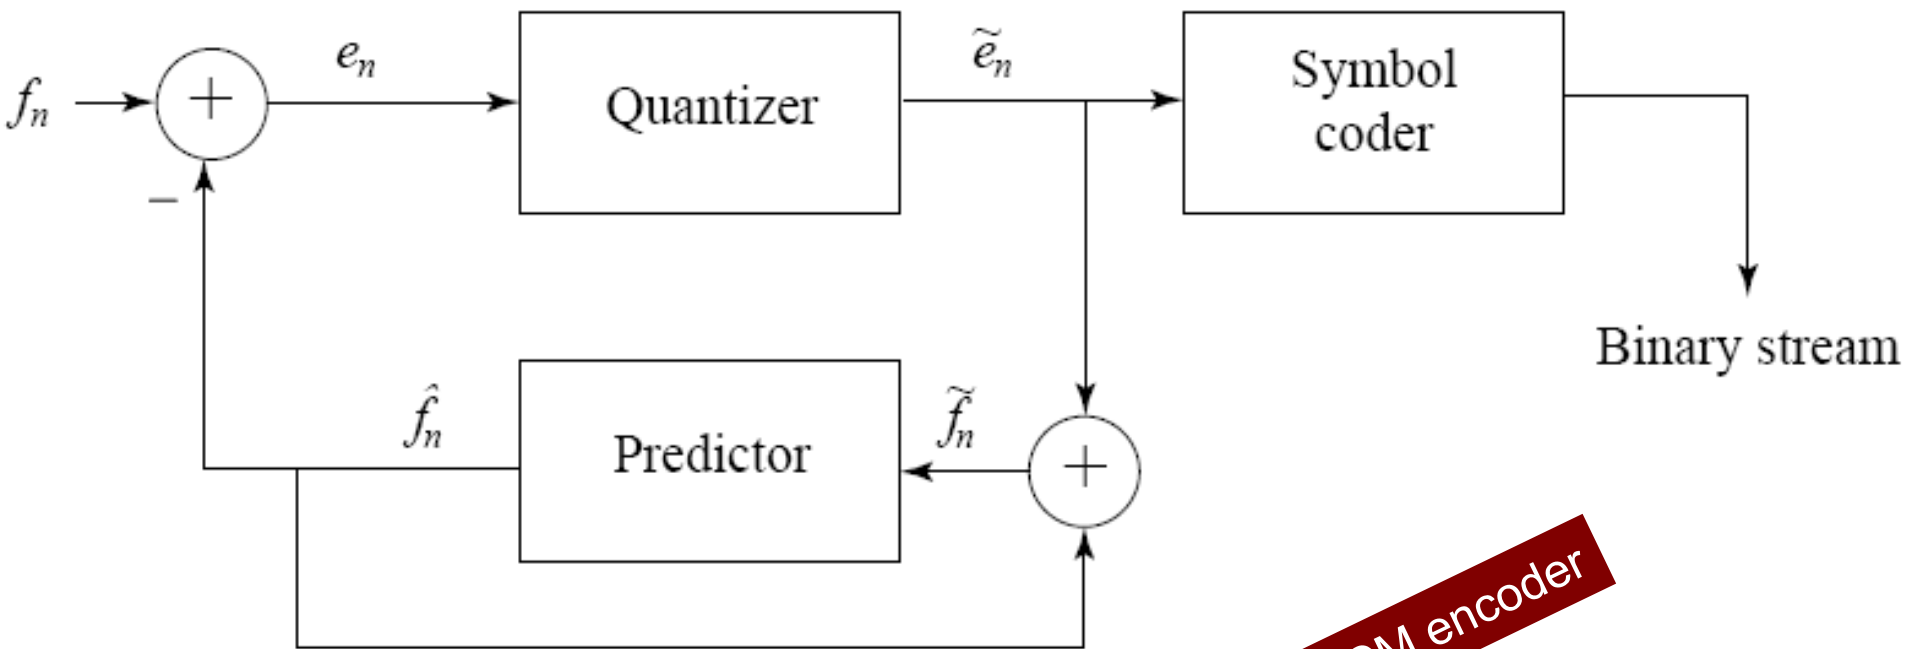 fₙ
+
eₙ
Quantizer
ẽₙ
Symbol
coder
−
Binary stream
f̂ₙ
Predictor
f̃ₙ
+
encoder